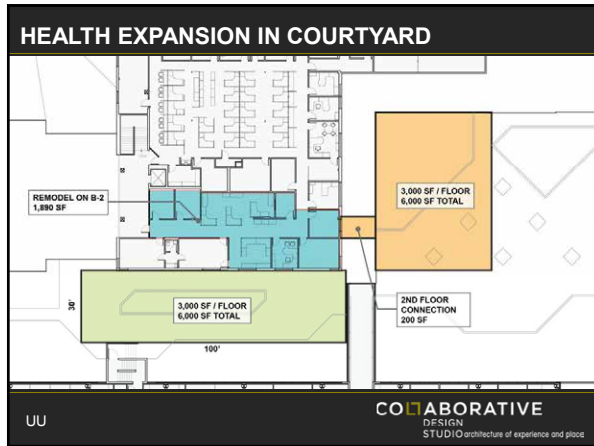 HEALTH EXPANSION IN COURTYARD
REMODEL ON B-2
1,890 SF
3,000 SF / FLOOR
6,000 SF TOTAL
3,000 SF / FLOOR
6,000 SF TOTAL
2ND FLOOR
CONNECTION
200 SF
30'
100'
UU
COLLABORATIVE
DESIGN
STUDIO architecture of experience and place